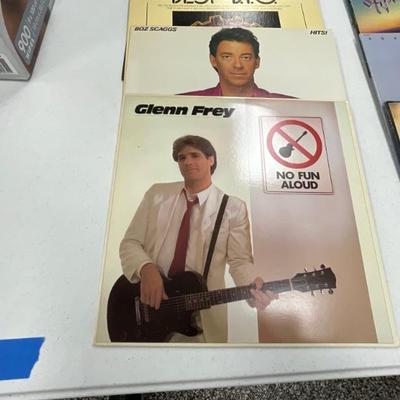 BOZ SCAGGS
HITS!
Glenn Frey
NO FUN
ALOUD